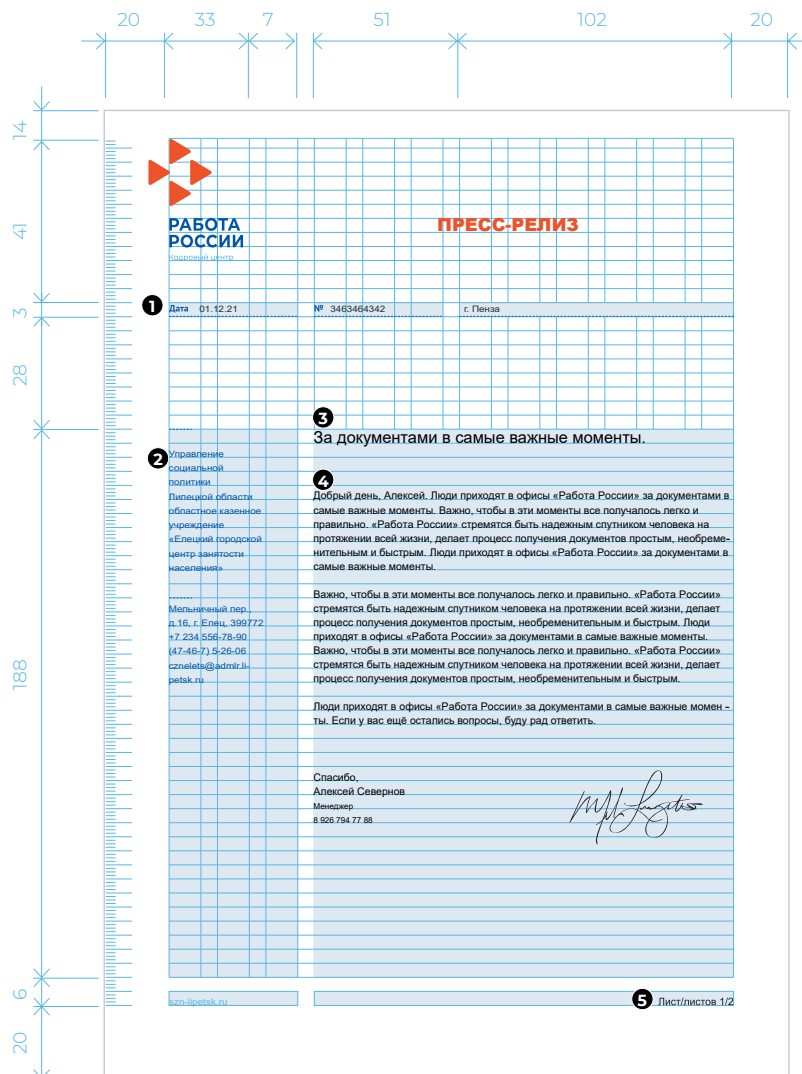 20 33 7 51 102 20
14
41
3
28
188
6
20
РАБОТА
РОССИИ
Кадровый центр
ПРЕСС-РЕЛИЗ
1 Дата 01.12.21 № 3463464342 г. Пенза
2
Управление
социальной
политики
Липецкой области
областное казенное
учреждение
«Елецкий городской
центр занятости
населения»
Мельничный пер.,
д.16, г. Елец, 399772
+7 234 556-78-90
(47-46-7) 5-26-06
cznelets@admlr.li-
petsk.ru
3
За документами в самые важные моменты.
4
Добрый день, Алексей. Люди приходят в офисы «Работа России» за документами в
самые важные моменты. Важно, чтобы в эти моменты все получалось легко и
правильно. «Работа России» стремятся быть надежным спутником человека на
протяжении всей жизни, делает процесс получения документов простым, необреме-
нительным и быстрым. Люди приходят в офисы «Работа России» за документами в
самые важные моменты.
Важно, чтобы в эти моменты все получалось легко и правильно. «Работа России»
стремятся быть надежным спутником человека на протяжении всей жизни, делает
процесс получения документов простым, необременительным и быстрым. Люди
приходят в офисы «Работа России» за документами в самые важные моменты.
Важно, чтобы в эти моменты все получалось легко и правильно. «Работа России»
стремятся быть надежным спутником человека на протяжении всей жизни, делает
процесс получения документов простым, необременительным и быстрым.
Люди приходят в офисы «Работа России» за документами в самые важные момен -
ты. Если у вас ещё остались вопросы, буду рад ответить.
Спасибо,
Алексей Севернов
Менеджер
8 926 794 77 88
szn-lipetsk.ru
5 Лист/листов 1/2